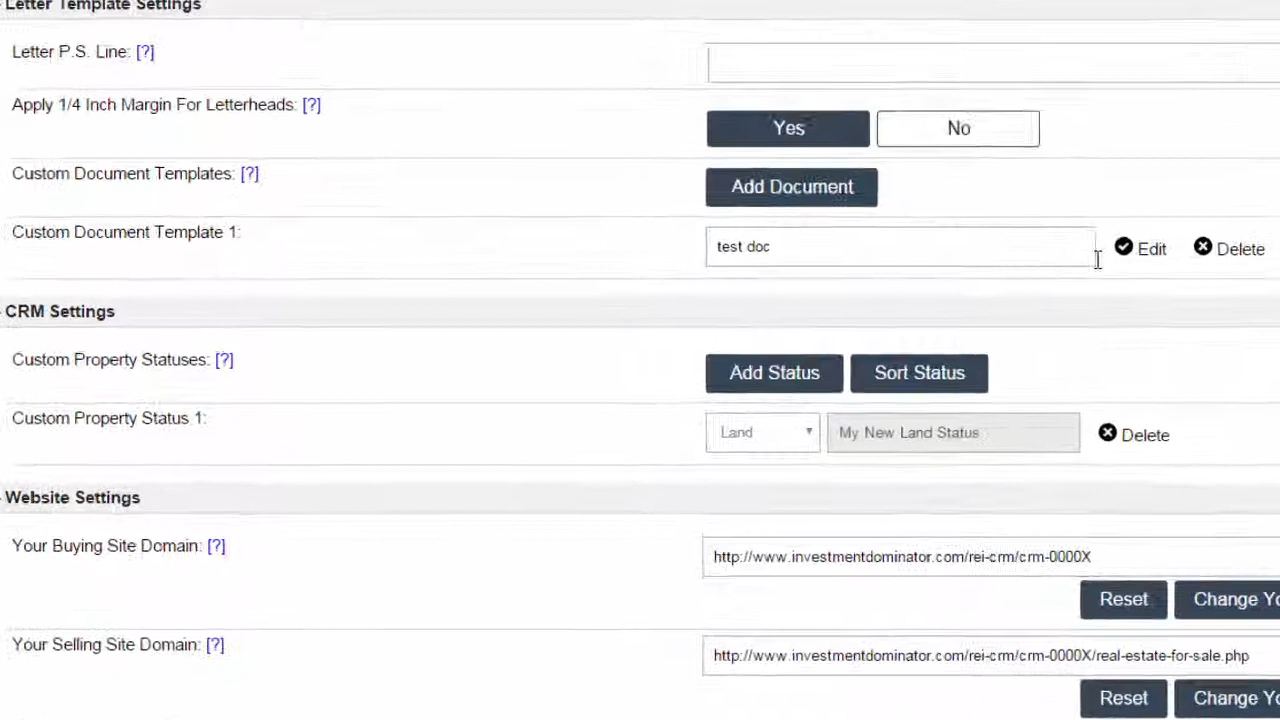 Letter Template Settings
Letter P.S. Line: [?]
Apply 1/4 Inch Margin For Letterheads: [?]
Yes No
Custom Document Templates: [?]
Add Document
Custom Document Template 1:
test doc Edit Delete
CRM Settings
Custom Property Statuses: [?]
Add Status Sort Status
Custom Property Status 1:
Land My New Land Status Delete
Website Settings
Your Buying Site Domain: [?]
http://www.investmentdominator.com/rei-crm/crm-0000X
Reset Change Yo
Your Selling Site Domain: [?]
http://www.investmentdominator.com/rei-crm/crm-0000X/real-estate-for-sale.php
Reset Change Yo